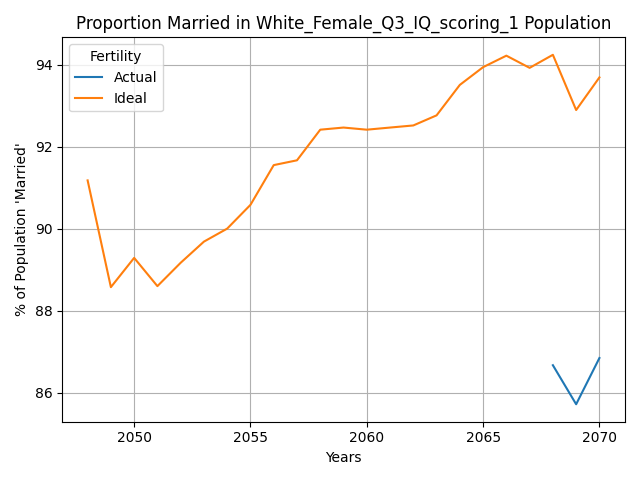 Proportion Married in White_Female_Q3_IQ_scoring_1 Population
Fertility
Actual
Ideal
% of Population 'Married'
94
92
90
88
86
2050
2055
2060
2065
2070
Years